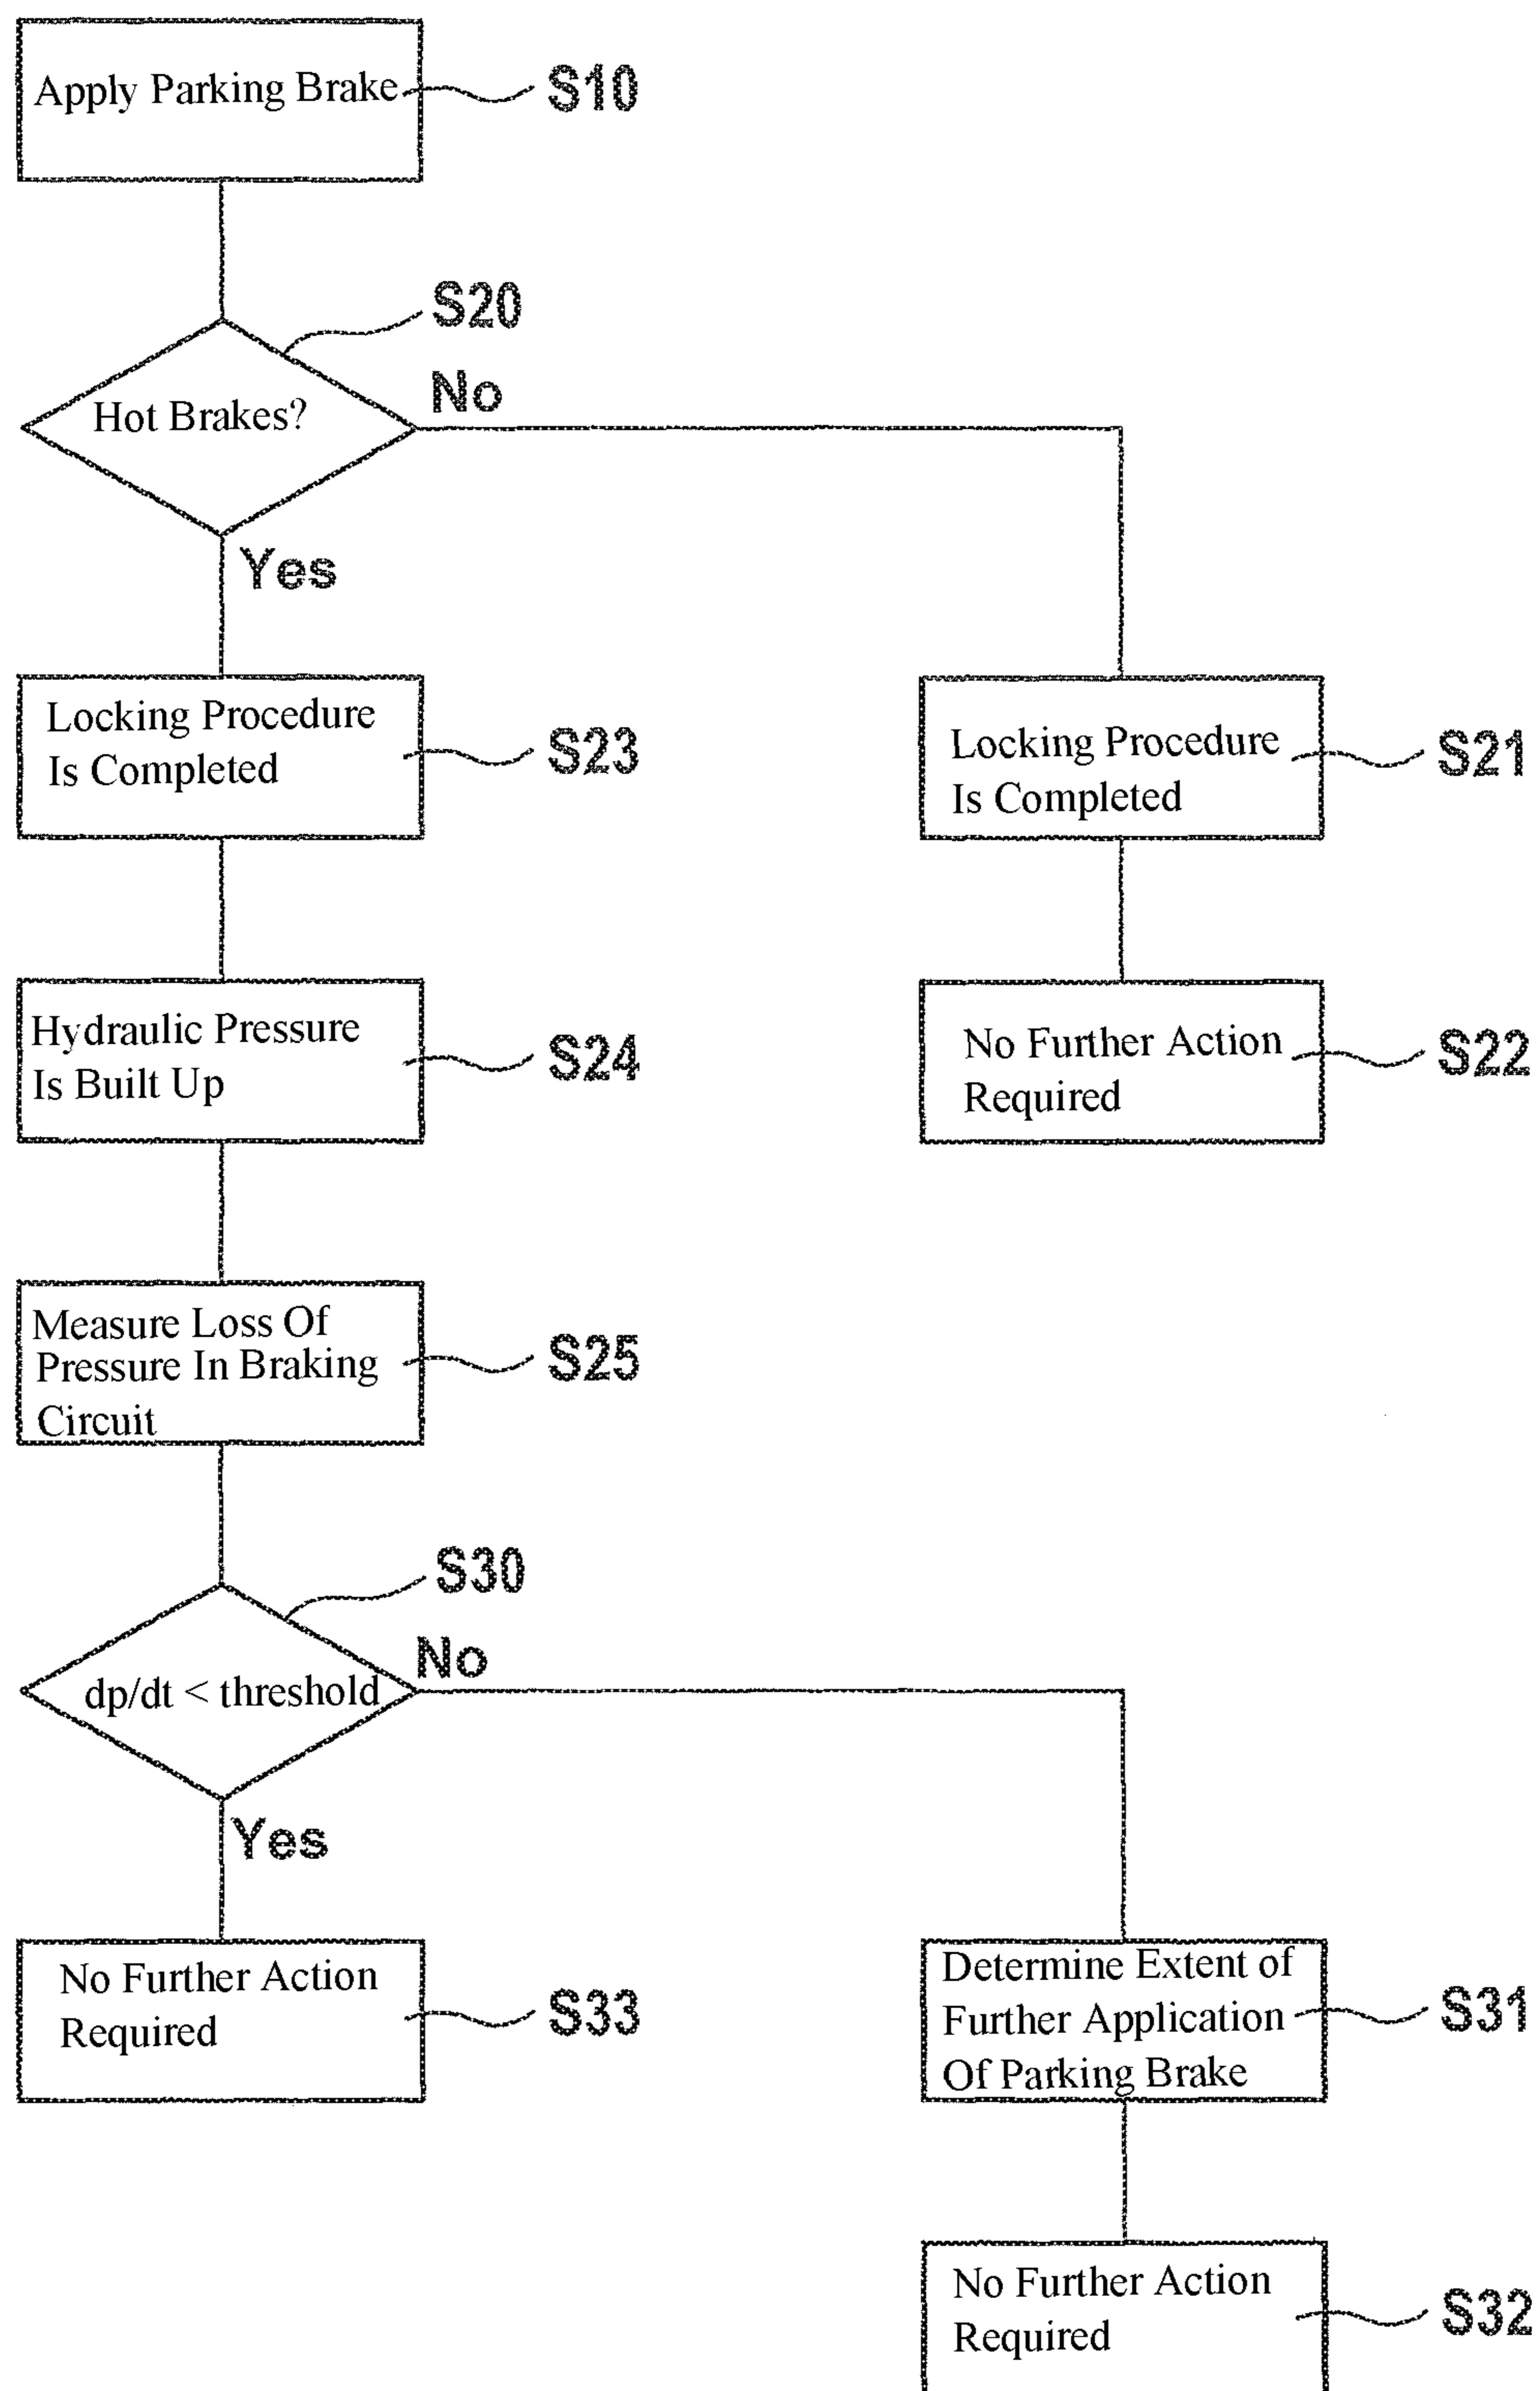 Apply Parking Brake
S10
S20
Hot Brakes?
No
Yes
Locking Procedure
Is Completed
S23
Locking Procedure
Is Completed
S21
Hydraulic Pressure
Is Built Up
S24
No Further Action
Required
S22
Measure Loss Of
Pressure In Braking
Circuit
S25
S30
dp/dt < threshold
No
Yes
No Further Action
Required
S33
Determine Extent of
Further Application
Of Parking Brake
S31
No Further Action
Required
S32